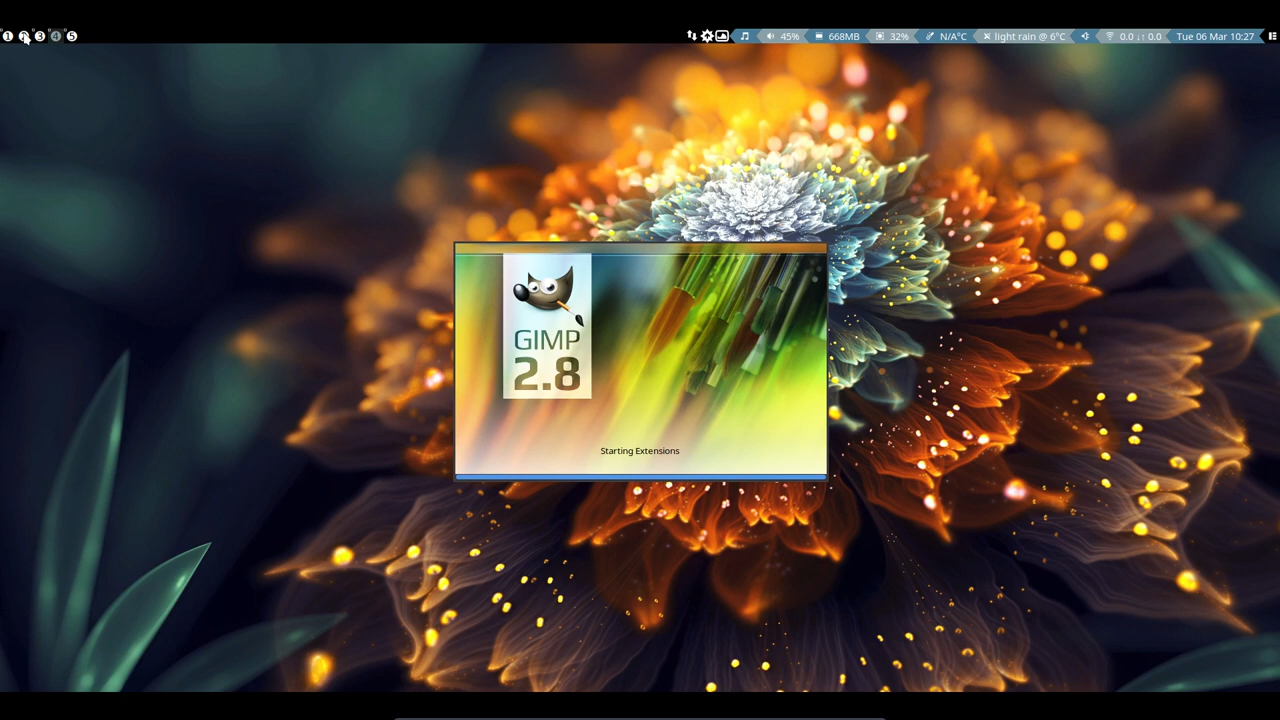 1 2 3 4 5 45% 668MB 32% N/A°C light rain @ 6°C 0.0 ↓↑ 0.0 Tue 06 Mar 10:27
GIMP
2.8
Starting Extensions